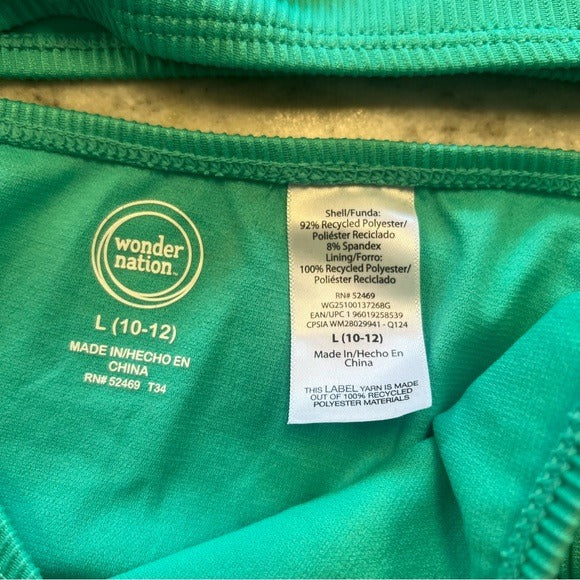 wonder
nation™
L (10-12)
MADE IN/HECHO EN
CHINA
RN# 52469 T34
Shell/Funda:
92% Recycled Polyester/
Poliéster Reciclado
8% Spandex
Lining/Forro:
100% Recycled Polyester/
Poliéster Reciclado
RN# 52469
WG25100137268G
EAN/UPC 1 96019258539
CPSIA WM28029941 - Q124
L (10-12)
Made in/Hecho En
China
THIS LABEL YARN IS MADE
OUT OF 100% RECYCLED
POLYESTER MATERIALS